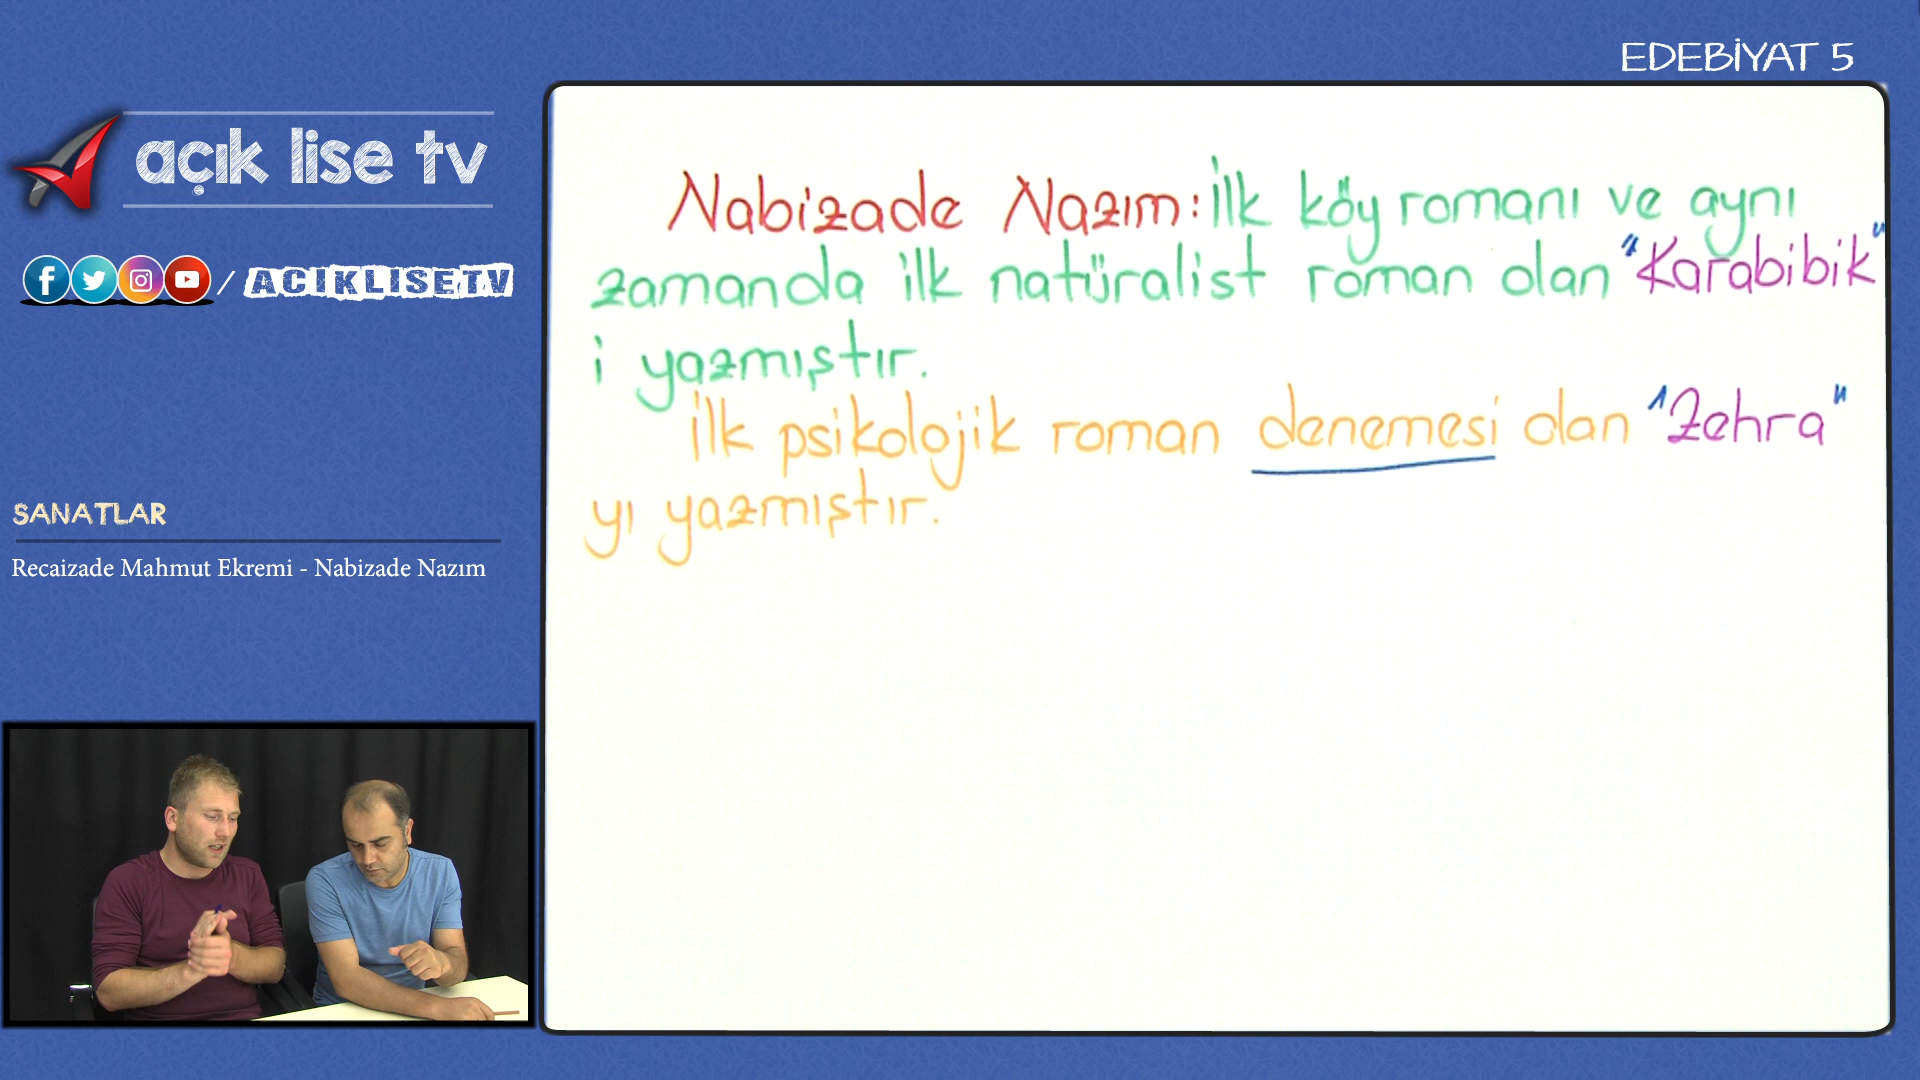 EDEBİYAT 5
açık lise tv
/ ACIKLISETV
SANATLAR
Recaizade Mahmut Ekremi - Nabizade Nazım
Nabizade Nazım: İlk köy romanı ve aynı
zamanda ilk natüralist roman olan "Karabibik"
i yazmıştır.
İlk psikolojik roman denemesi olan "Zehra"
yı yazmıştır.